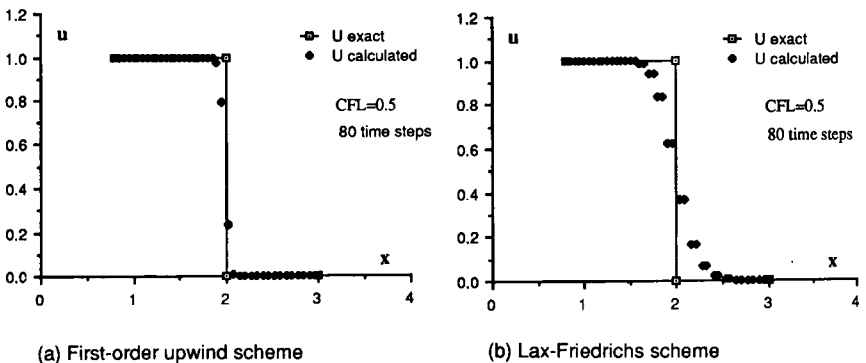 u
U exact
U calculated
CFL=0.5
80 time steps
x
1.2
1.0
0.8
0.6
0.4
0.2
0.0
0 1 2 3 4
(a) First-order upwind scheme
u
U exact
U calculated
CFL=0.5
80 time steps
x
1.2
1.0
0.8
0.6
0.4
0.2
0.0
0 1 2 3 4
(b) Lax-Friedrichs scheme